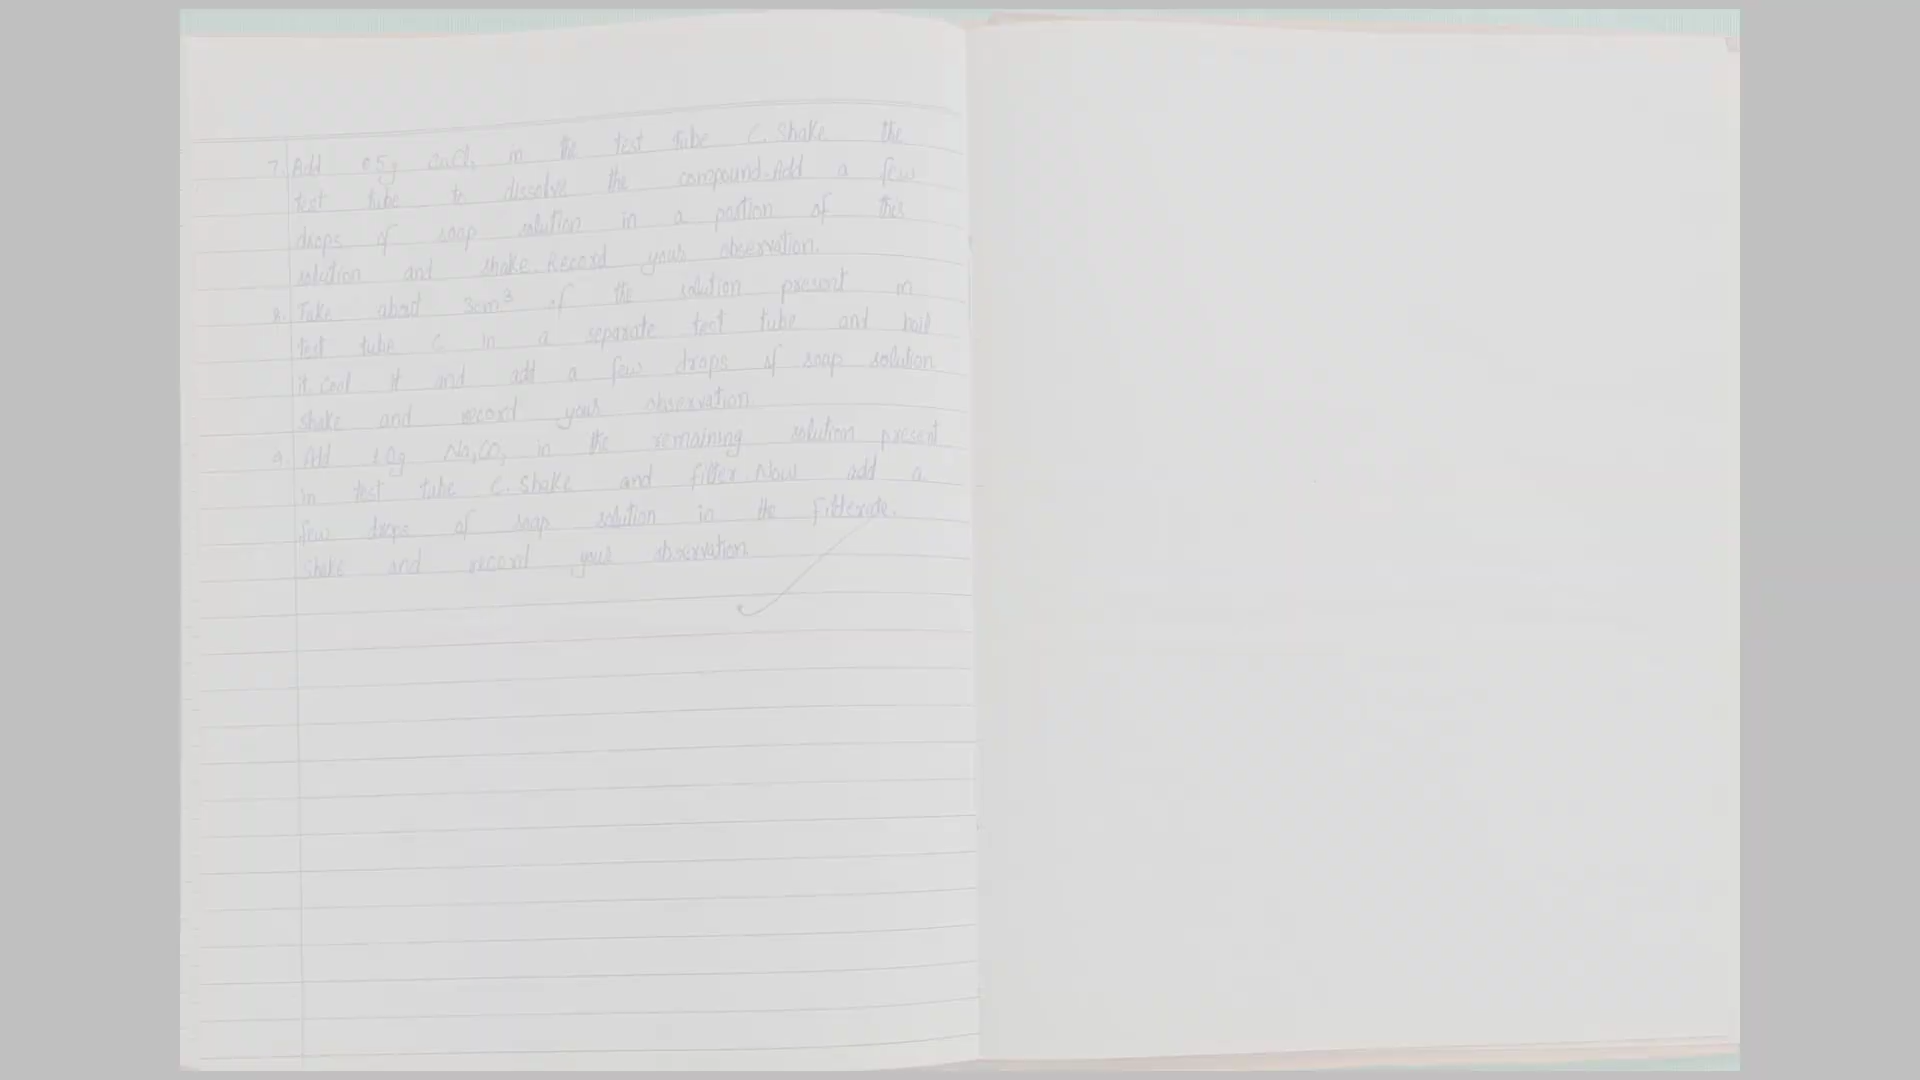 7. Add 0.5g CaCl₂ in the test tube C. Shake the
test tube to dissolve the compound. Add a few
drops of soap solution in a portion of this
solution and shake. Record your observation.
8. Take about 3cm³ of the solution present in
test tube C in a separate test tube and boil
it. Cool it and add a few drops of soap solution
shake and record your observation.
9. Add 1.0g Na₂CO₃ in the remaining solution present
in test tube C. Shake and filter. Now add a
few drops of soap solution in the
shake and record your observation.